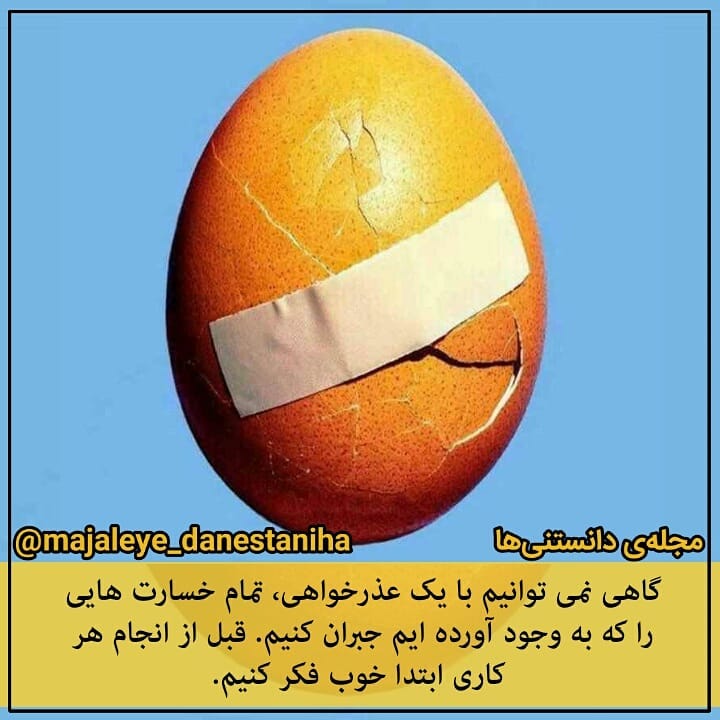 مجله‌ی دانستنی‌ها
@majaleye_danestaniha
گاهی نمی توانیم با یک عذرخواهی، تمام خسارت هایی
را که به وجود آورده ایم جبران کنیم. قبل از انجام هر
کاری ابتدا خوب فکر کنیم.